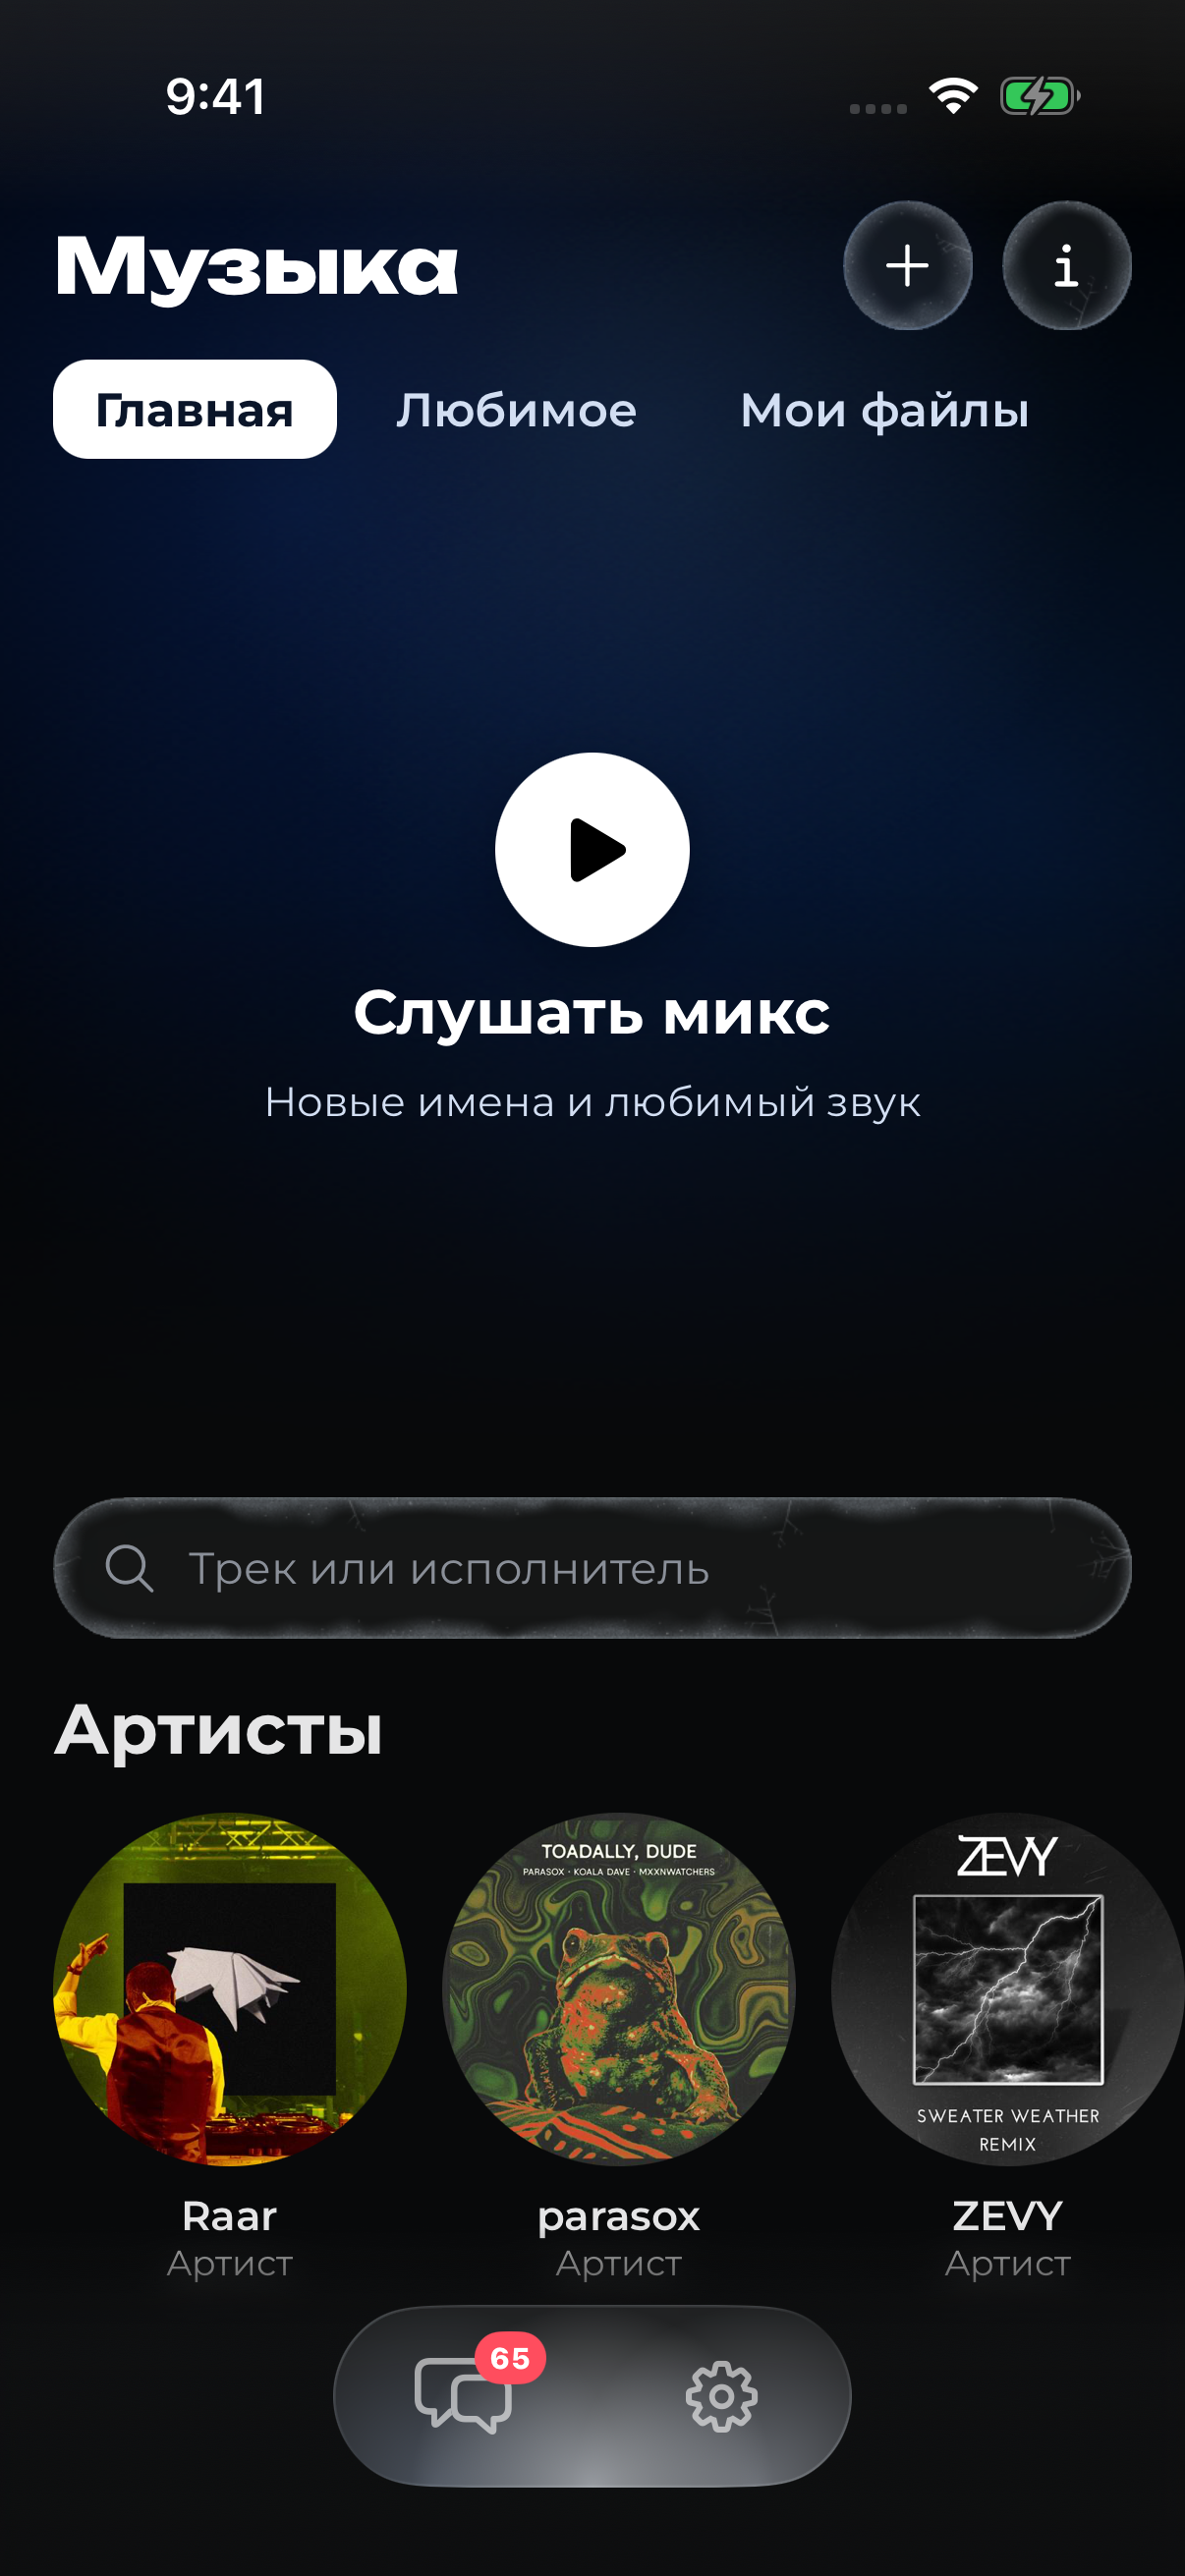 9:41
Музыка
Главная Любимое Мои файлы
Слушать микс
Новые имена и любимый звук
Трек или исполнитель
Артисты
TOADALLY, DUDE
PARASOX · KOALA DAVE · MXXNWATCHERS
ZEVY
SWEATER WEATHER
REMIX
Raar parasox ZEVY
Артист Артист Артист
65